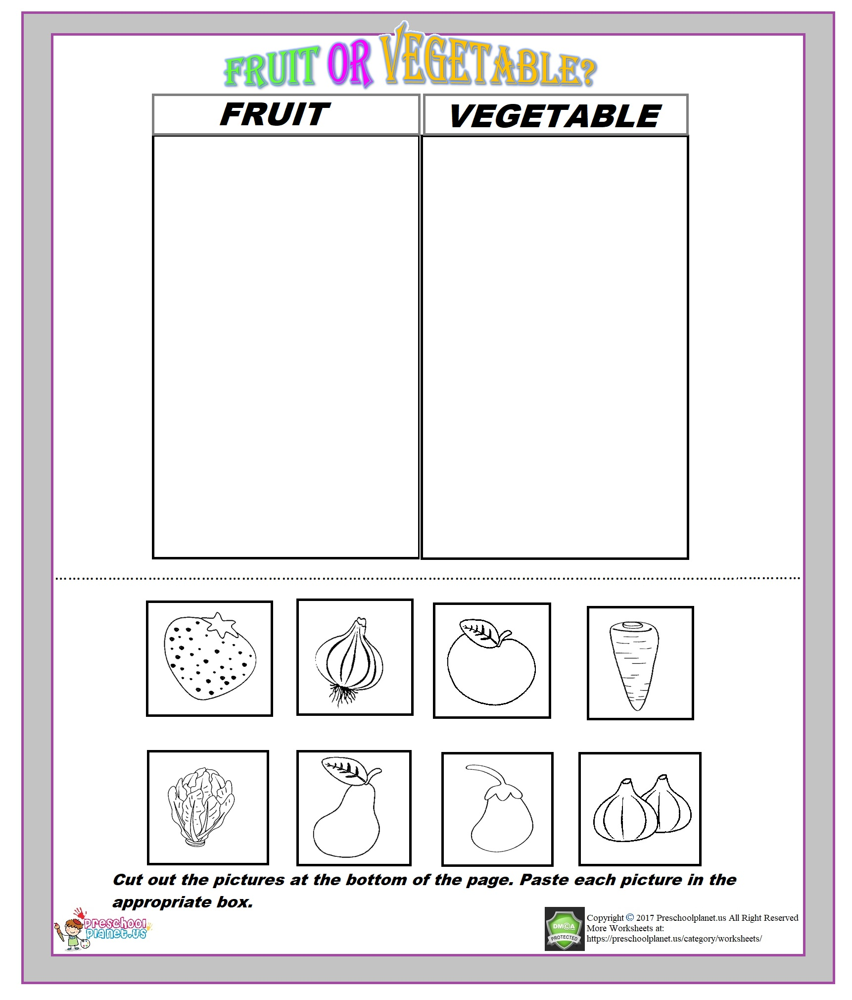 FRUIT OR VEGETABLE?
FRUIT
VEGETABLE
Cut out the pictures at the bottom of the page. Paste each picture in the
appropriate box.
preschool
planet.us
DMCA
.com
PROTECTED
Copyright © 2017 Preschoolplanet.us All Right Reserved
More Worksheets at:
https://preschoolplanet.us/category/worksheets/